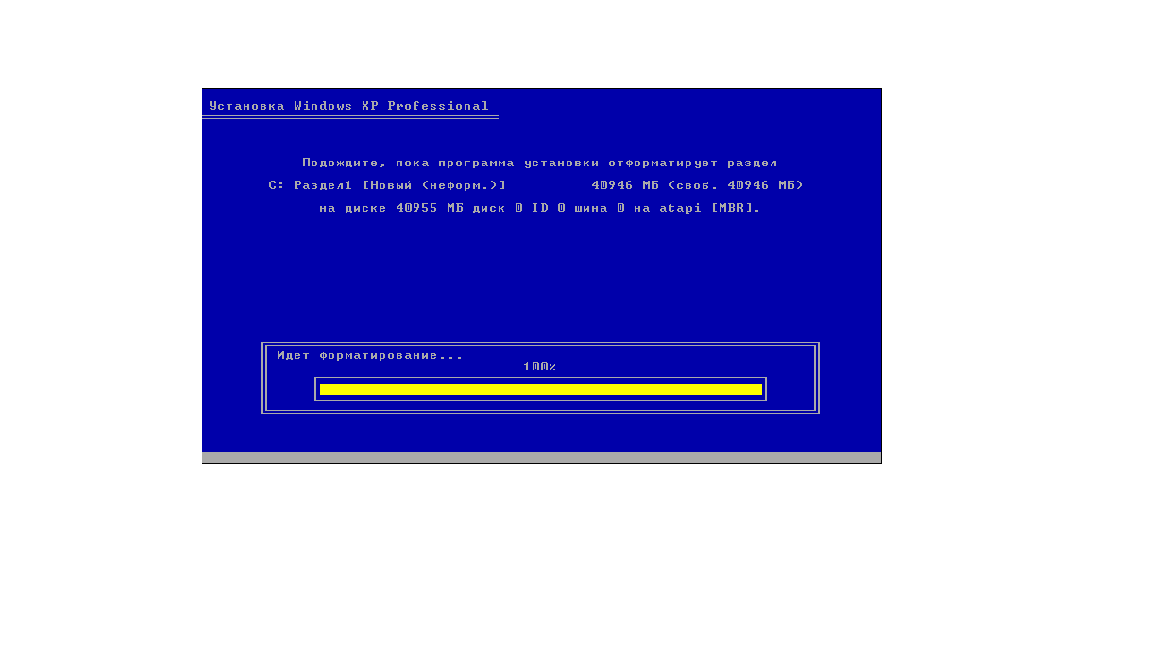 Установка Windows XP Professional
Подождите, пока программа установки отформатирует раздел
C: Раздел1 [Новый (неформ.)] 40946 МБ (своб. 40946 МБ)
на диске 40955 МБ диск 0 ID 0 шина 0 на atapi [MBR].
Идет форматирование...
100%